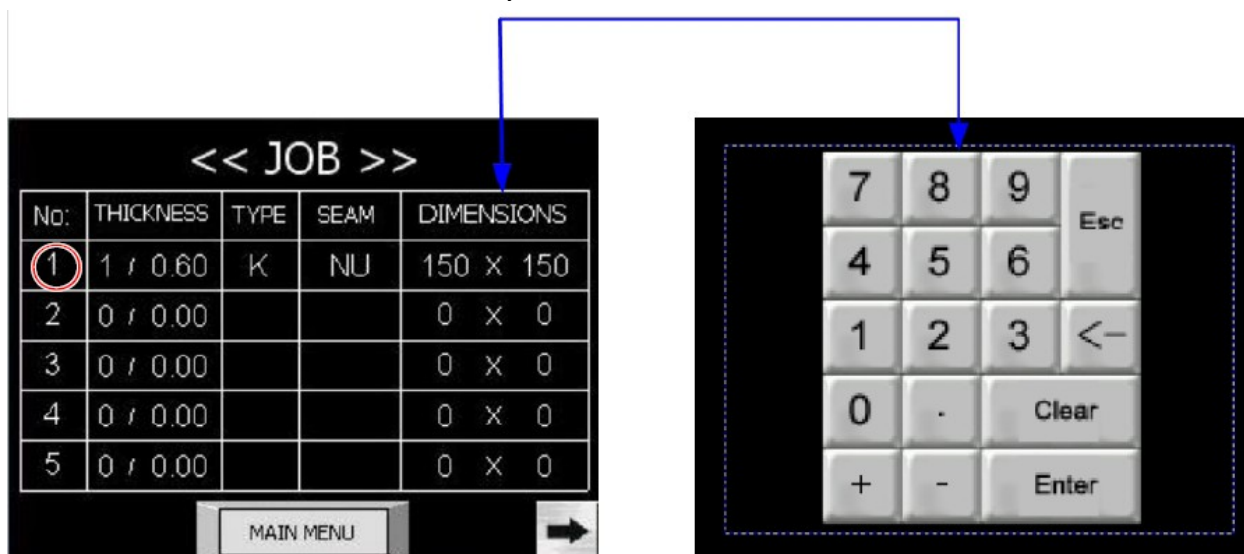 << JOB >>
No: THICKNESS TYPE SEAM DIMENSIONS
1 1 / 0.60 K NU 150 X 150
2 0 / 0.00 0 X 0
3 0 / 0.00 0 X 0
4 0 / 0.00 0 X 0
5 0 / 0.00 0 X 0
MAIN MENU
7 8 9 Esc
4 5 6
1 2 3 <-
0 . Clear
+ - Enter